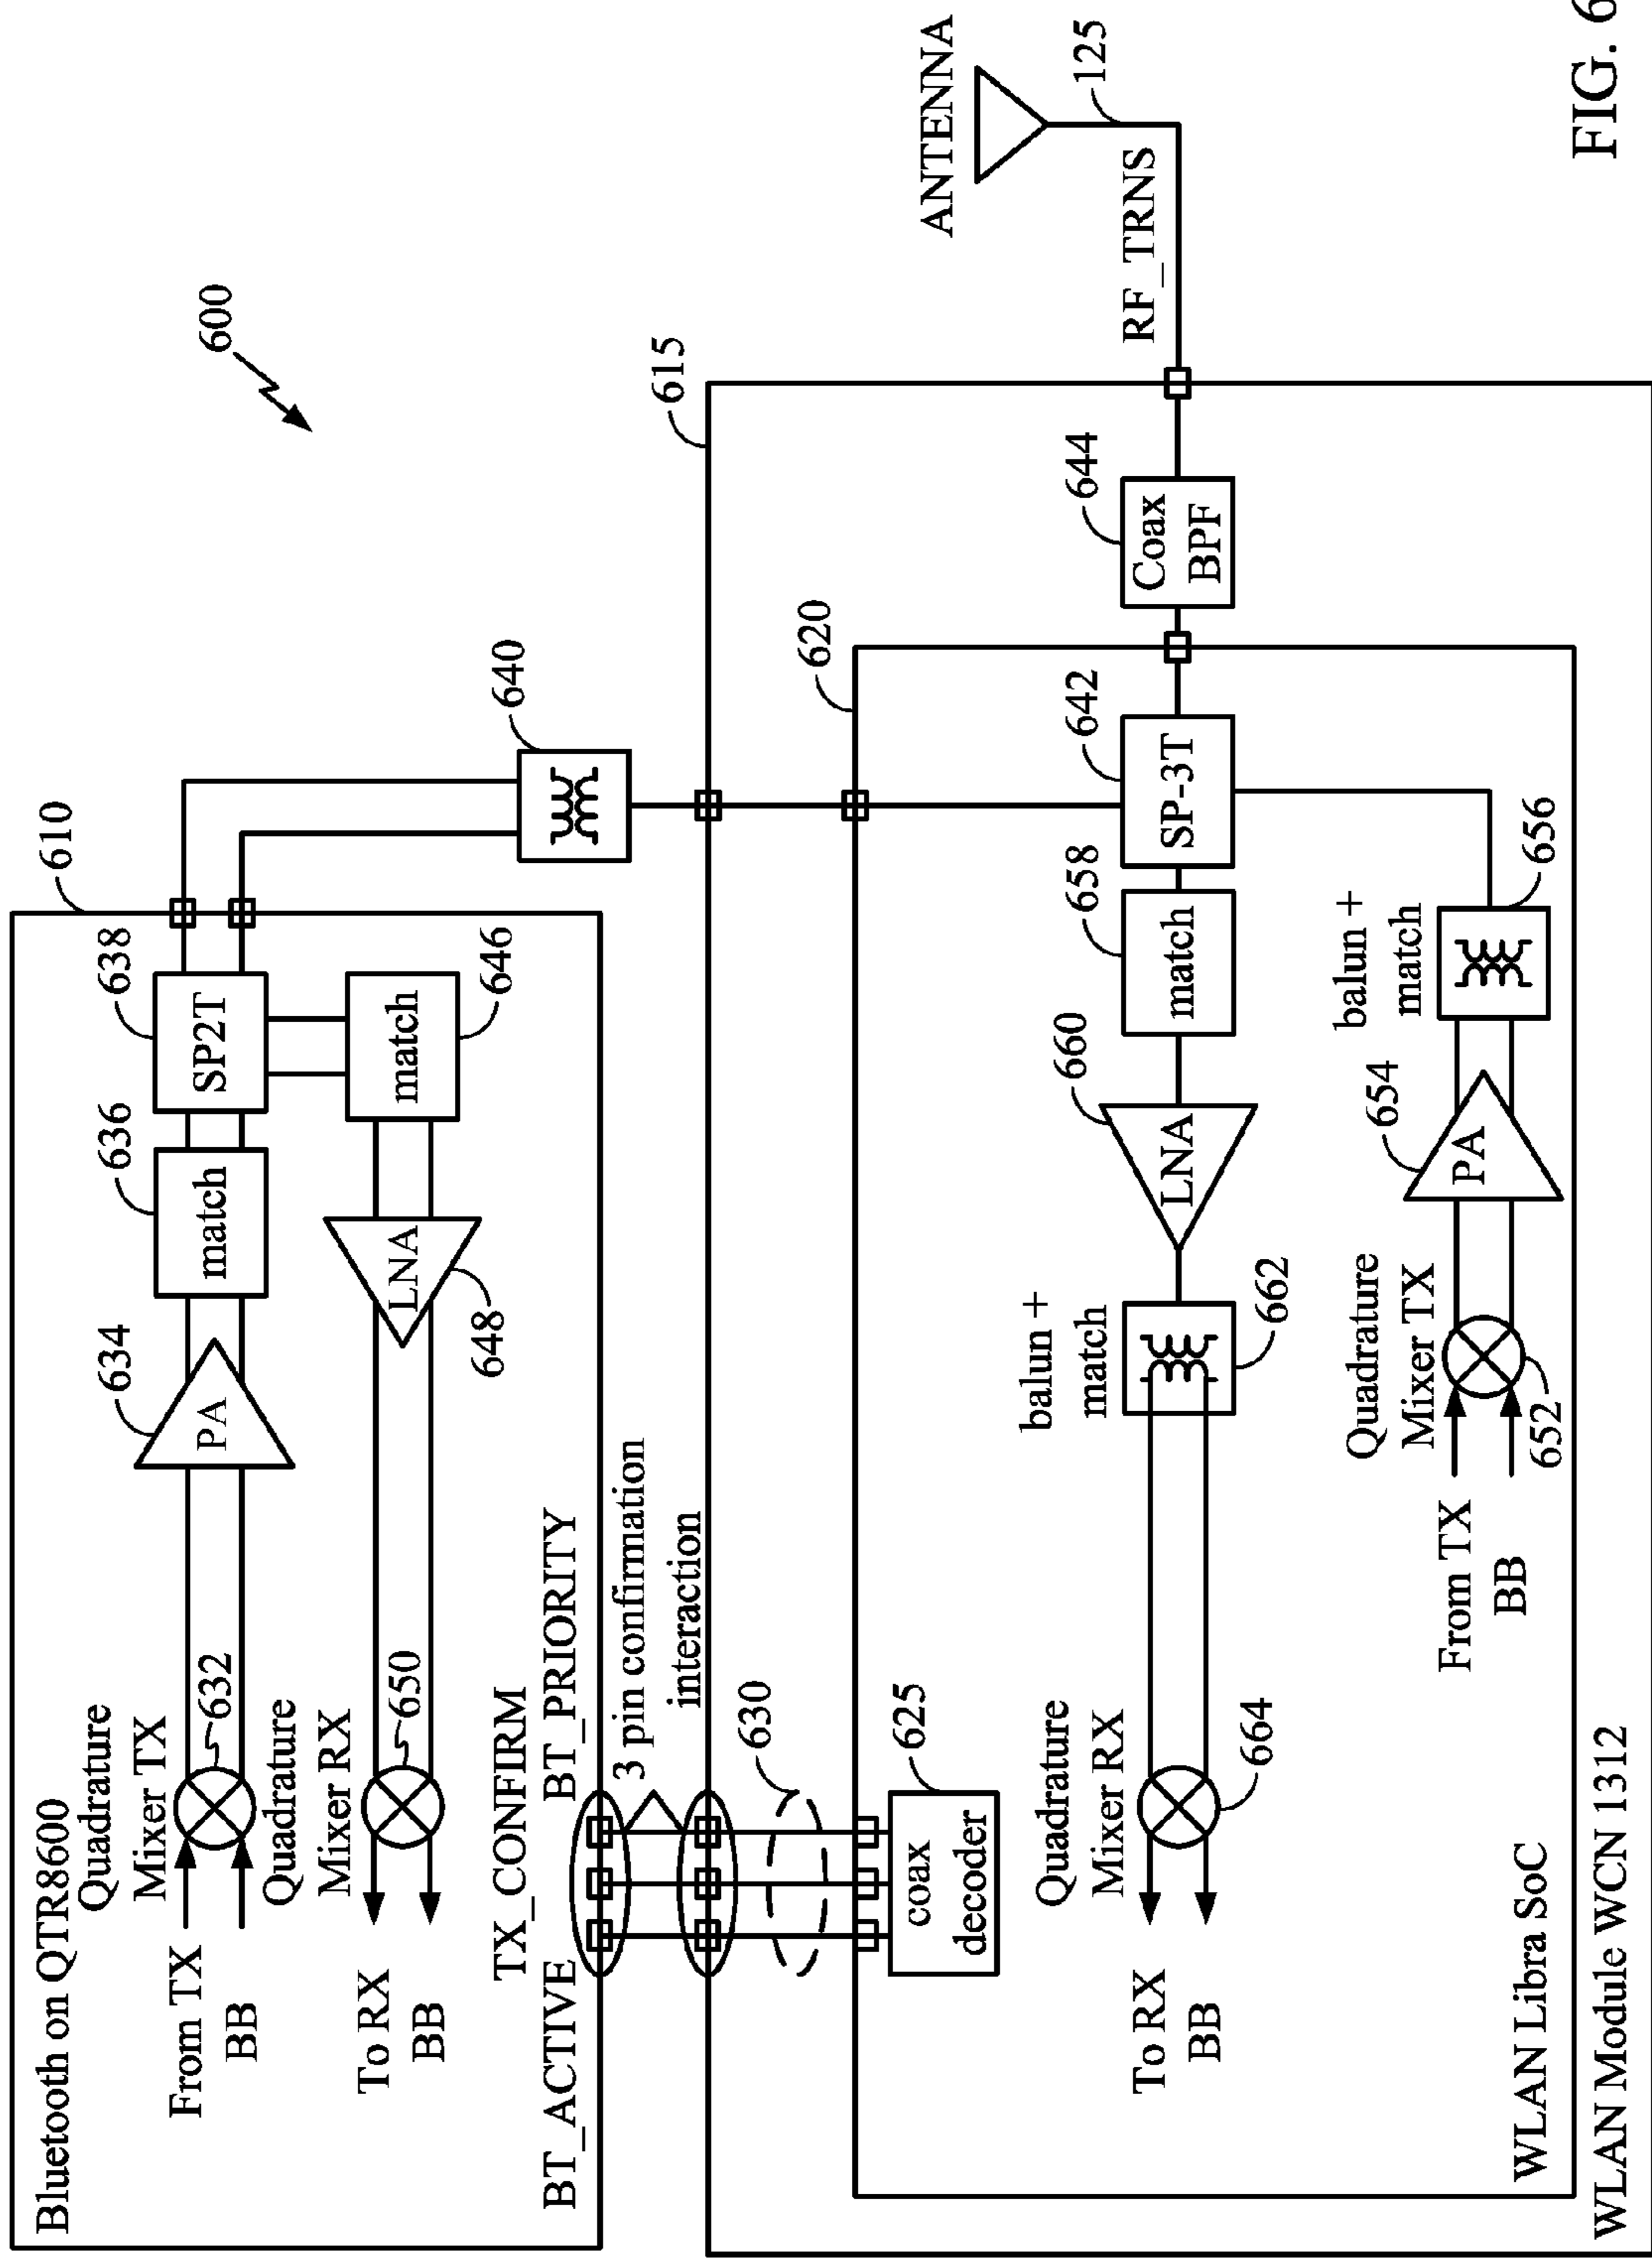 Bluetooth on QTR8600
610
Quadrature
Mixer TX
632
From TX
BB
634
PA
636
match
638
SP2T
Quadrature
Mixer RX
650
To RX
BB
LNA
648
match
646
BT_ACTIVE
TX_CONFIRM
BT_PRIORITY
3 pin confirmation
interaction
630
625
coax
decoder
640
600
615
620
Quadrature
Mixer RX
664
To RX
BB
balun +
match
662
660
LNA
658
match
642
SP-3T
644
Coax
BPF
RF_TRNS
ANTENNA
125
Quadrature
Mixer TX
From TX
BB
652
654
PA
balun +
match
656
WLAN Libra SoC
WLAN Module WCN 1312
FIG. 6